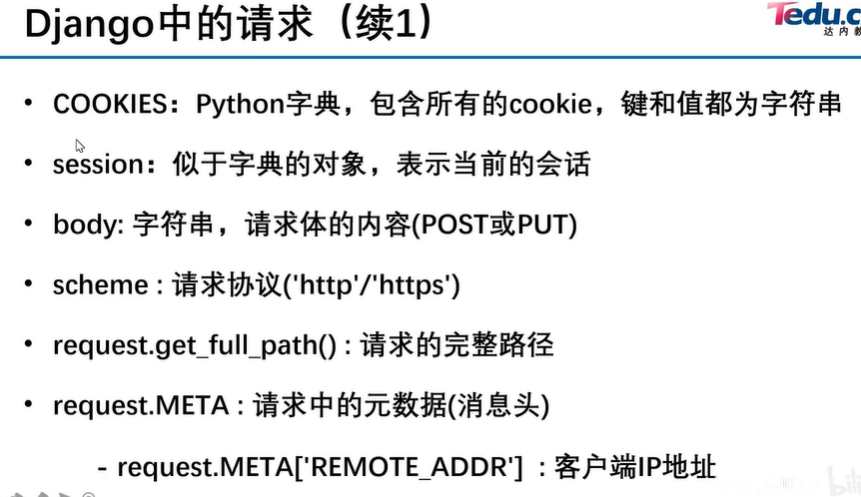 Django中的请求（续1）
Tedu.c
达内教
• COOKIES：Python字典，包含所有的cookie，键和值都为字符串
• session：似于字典的对象，表示当前的会话
• body: 字符串，请求体的内容(POST或PUT)
• scheme : 请求协议('http'/'https')
• request.get_full_path() : 请求的完整路径
• request.META : 请求中的元数据(消息头)
- request.META['REMOTE_ADDR'] : 客户端IP地址